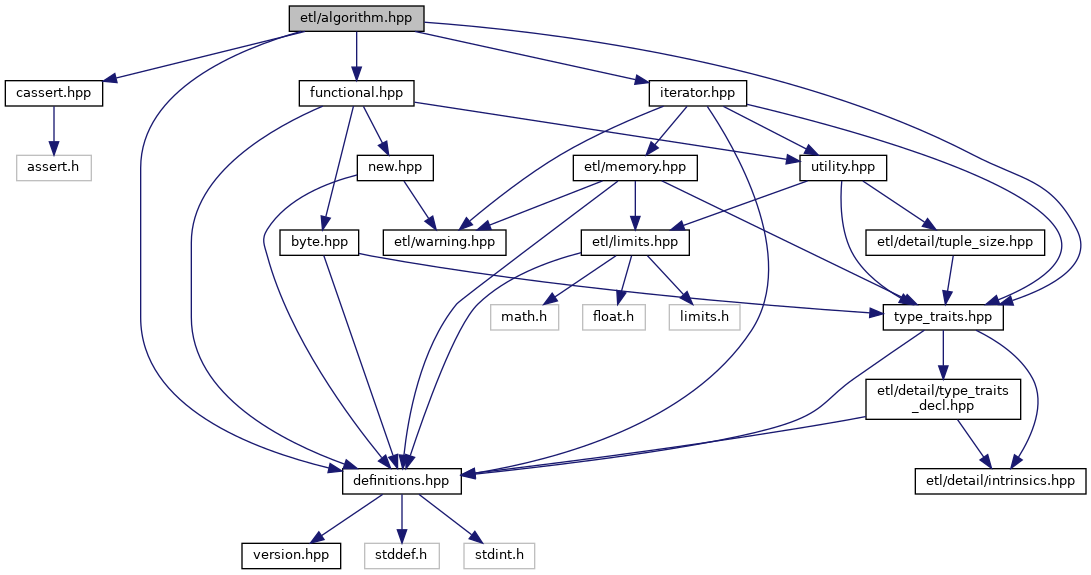 etl/algorithm.hpp
cassert.hpp
functional.hpp
iterator.hpp
assert.h
new.hpp
etl/memory.hpp
utility.hpp
byte.hpp
etl/warning.hpp
etl/limits.hpp
etl/detail/tuple_size.hpp
math.h
float.h
limits.h
type_traits.hpp
etl/detail/type_traits
_decl.hpp
definitions.hpp
etl/detail/intrinsics.hpp
version.hpp
stddef.h
stdint.h